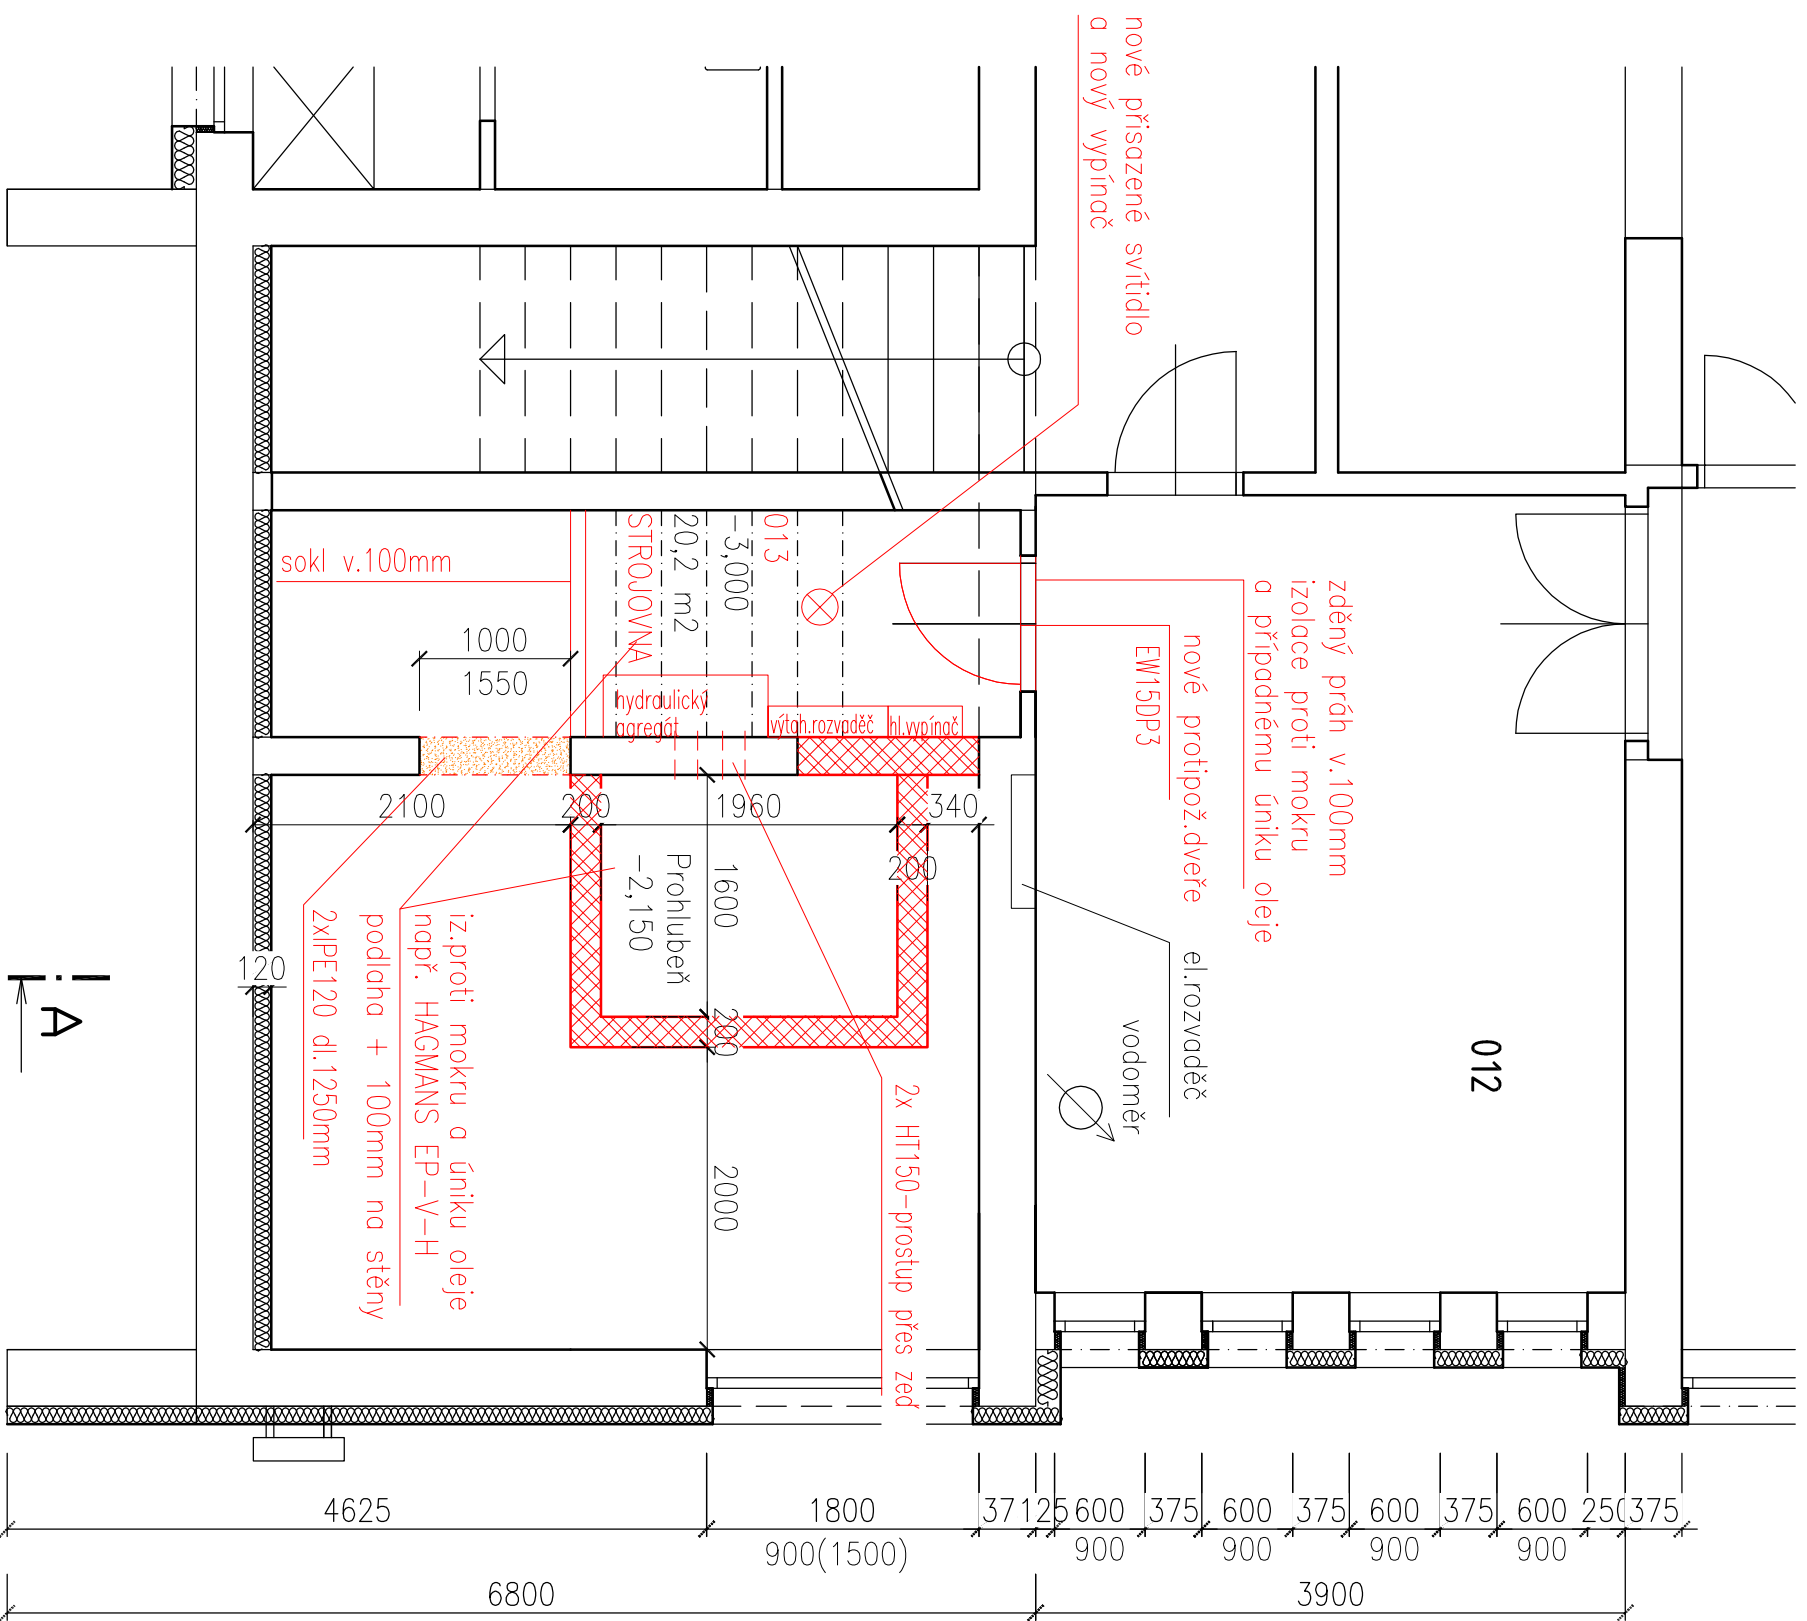 nové přisazené svítidlo
a nový vypínač
zděný práh v.100mm
izolace proti mokru
a případnému úniku oleje
nové protipož.dveře
EW15DP3
el.rozvaděč
vodoměr
012
013
-3,000
20,2 m2
STROJOVNA
sokl v.100mm
1000
1550
hydraulický
agregát
výtah.rozvaděč
hl.vypínač
2100
200
1960
340
200
1600
Prohlubeň
-2,150
200
2000
120
iz.proti mokru a úniku oleje
např. HAGMANS EP-V-H
podlaha + 100mm na stěny
2xIPE120 dl.1250mm
2x HT150-prostup přes zeď
A
4625
1800
125
600
375
600
375
600
375
600
250
375
900(1500)
900
900
900
900
6800
3900